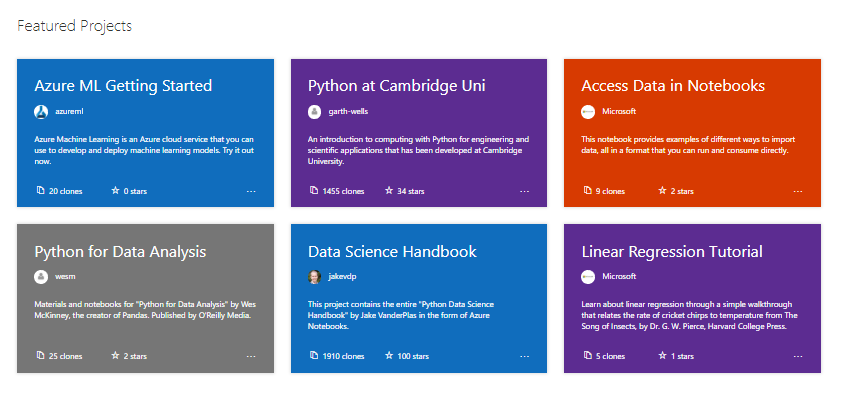 Featured Projects
Azure ML Getting Started
azureml
Azure Machine Learning is an Azure cloud service that you can
use to develop and deploy machine learning models. Try it out
now.
20 clones 0 stars ...
Python at Cambridge Uni
garth-wells
An introduction to computing with Python for engineering and
scientific applications that has been developed at Cambridge
University.
1455 clones 34 stars ...
Access Data in Notebooks
Microsoft
This notebook provides examples of different ways to import
data, all in a format that you can run and consume directly.
9 clones 2 stars ...
Python for Data Analysis
wesm
Materials and notebooks for "Python for Data Analysis" by Wes
McKinney, the creator of Pandas. Published by O'Reilly Media.
25 clones 2 stars ...
Data Science Handbook
jakevdp
This project contains the entire "Python Data Science
Handbook" by Jake VanderPlas in the form of Azure
Notebooks.
1910 clones 100 stars ...
Linear Regression Tutorial
Microsoft
Learn about linear regression through a simple walkthrough
that relates the rate of cricket chirps to temperature from The
Song of Insects, by Dr. G. W. Pierce, Harvard College Press.
5 clones 1 stars ...